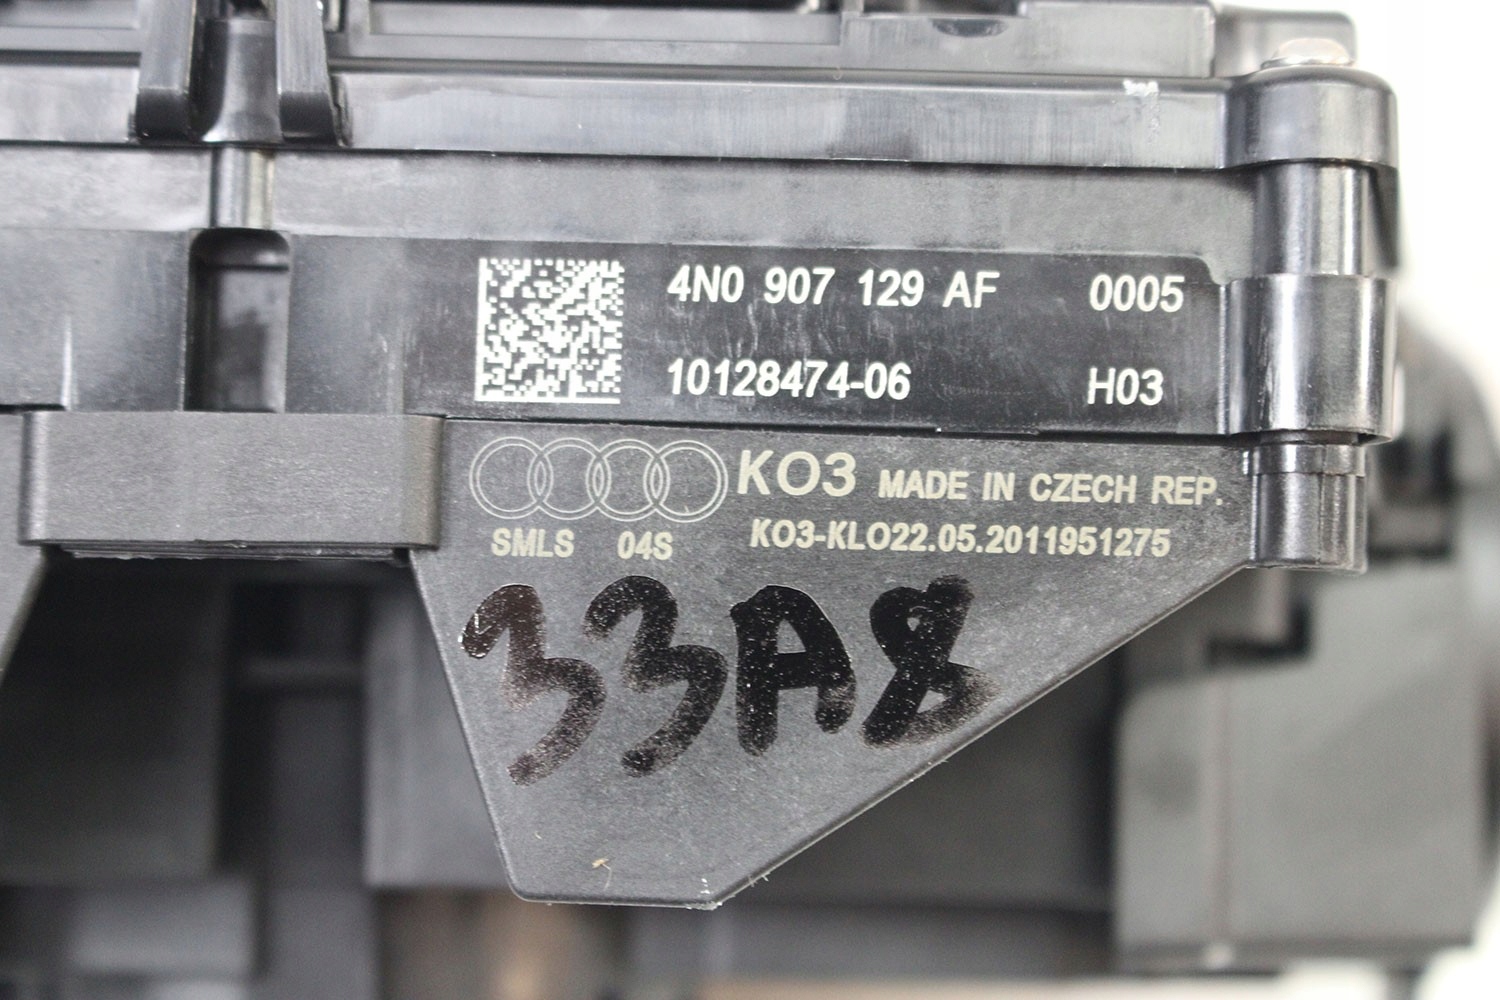 4N0 907 129 AF 0005
10128474-06 H03
KO3 MADE IN CZECH REP.
SMLS 04S KO3-KLO22.05.2011951275
33A8